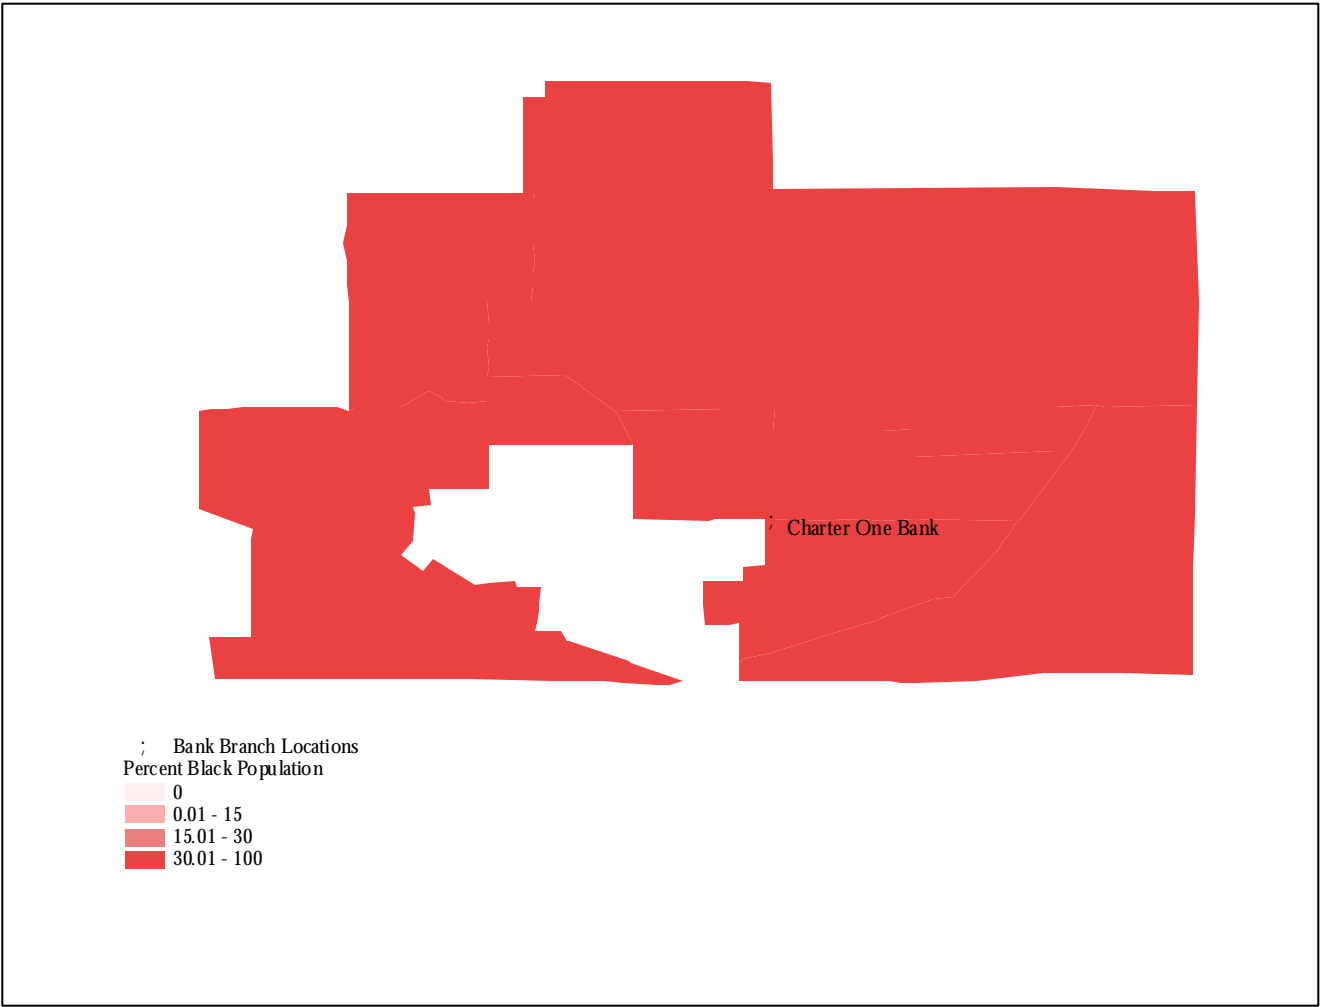 ; Charter One Bank
; Bank Branch Locations
Percent Black Population
0
0.01 - 15
15.01 - 30
30.01 - 100